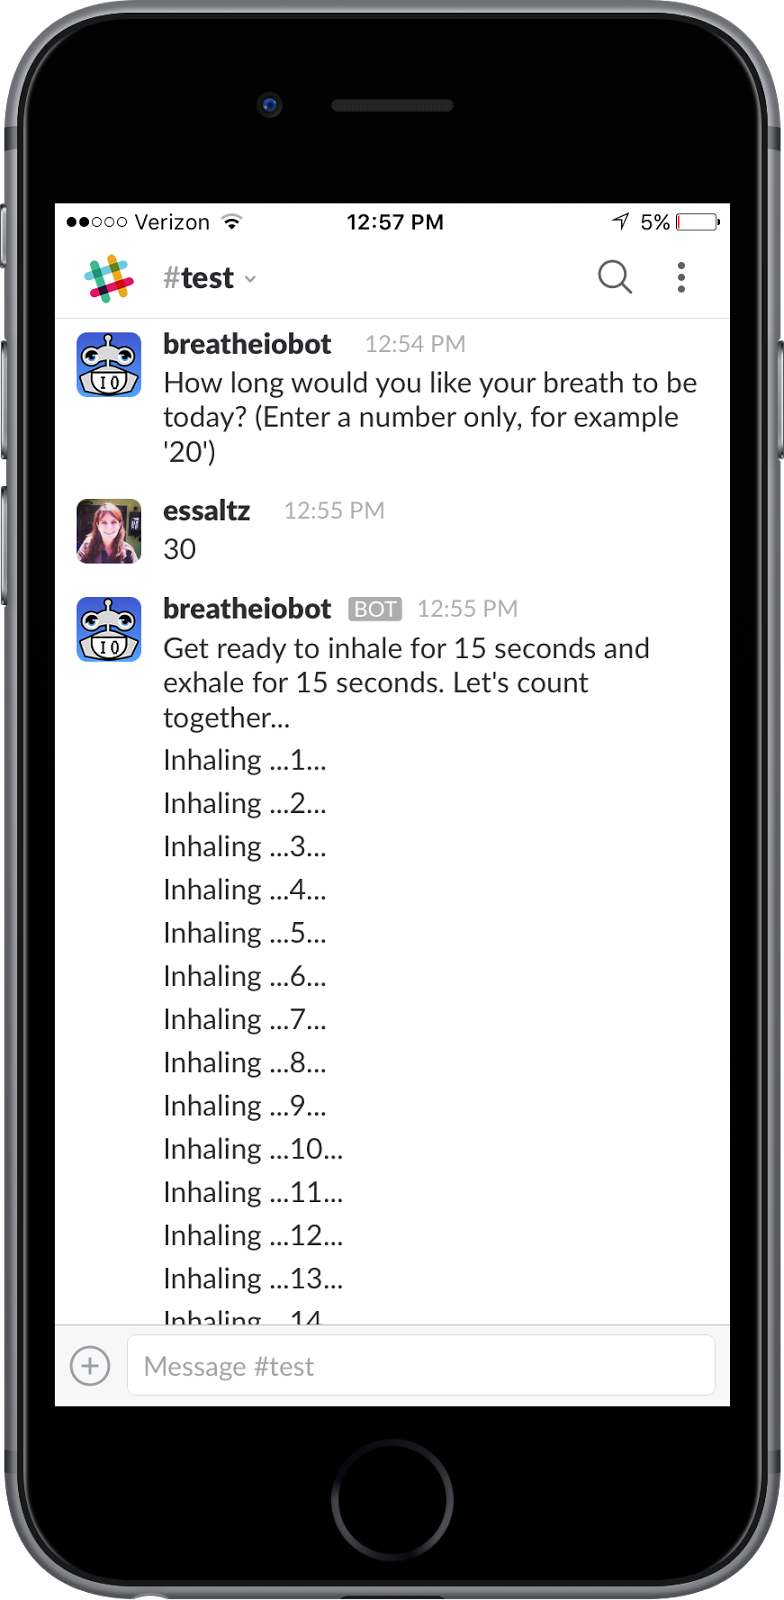 Verizon 12:57 PM 5%
#test
breatheiobot 12:54 PM
How long would you like your breath to be
today? (Enter a number only, for example
'20')
essaltz 12:55 PM
30
breatheiobot BOT 12:55 PM
Get ready to inhale for 15 seconds and
exhale for 15 seconds. Let's count
together...
Inhaling ...1...
Inhaling ...2...
Inhaling ...3...
Inhaling ...4...
Inhaling ...5...
Inhaling ...6...
Inhaling ...7...
Inhaling ...8...
Inhaling ...9...
Inhaling ...10...
Inhaling ...11...
Inhaling ...12...
Inhaling ...13...
Inhaling ...14...
Message #test